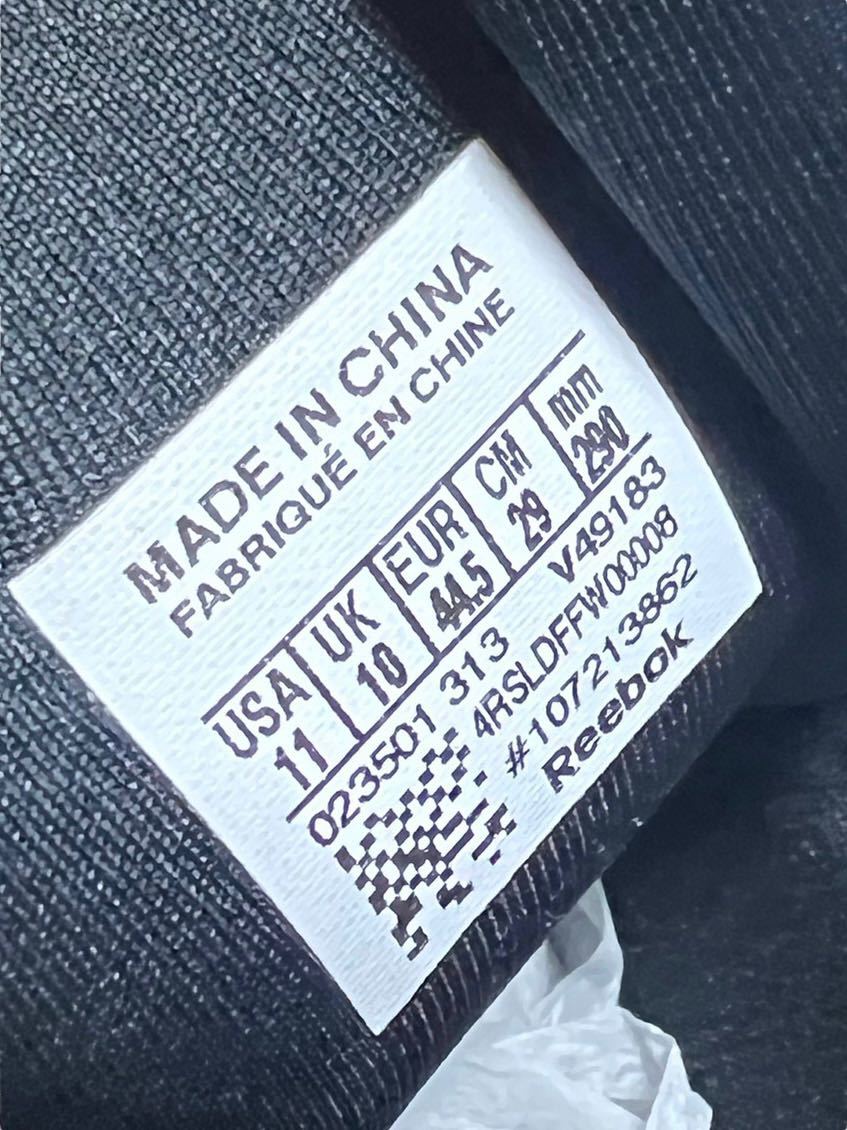 MADE IN CHINA
FABRIQUÉ EN CHINE
USA UK EUR CM mm
11 10 44.5 29 290
023501 313 V49183
4RSLDFFW00008
#107213862
Reebok